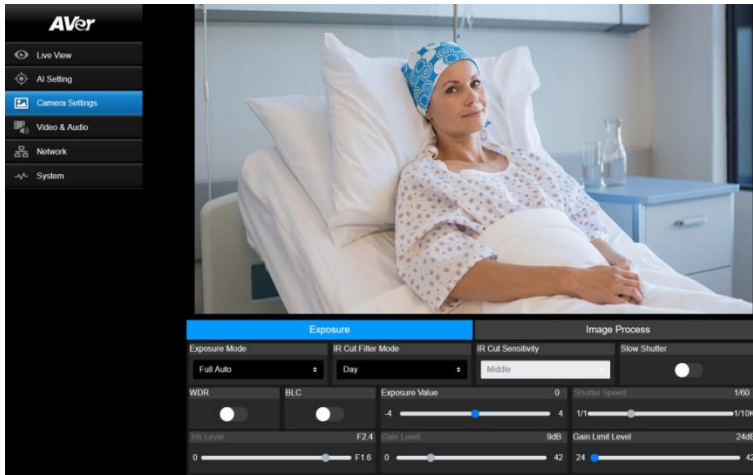 AVer
Live View
AI Setting
Camera Settings
Video & Audio
Network
System
Exposure Image Process
Exposure Mode IR Cut Filter Mode IR Cut Sensitivity Slow Shutter
Full Auto Day Middle
WDR BLC Exposure Value 0 Shutter Speed 1/60
-4 4 1/1 1/10K
Iris Level F2.4 Gain Level 9dB Gain Limit Level 24dB
0 F1.6 0 42 24